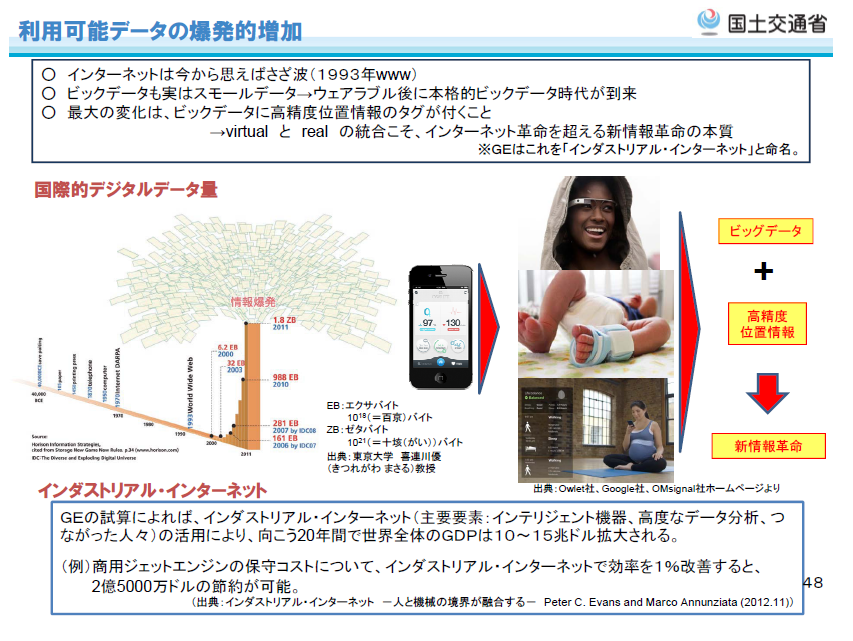 利用可能データの爆発的増加
国土交通省
○ インターネットは今から思えばさざ波（１９９３年www）
○ ビックデータも実はスモールデータ→ウェアラブル後に本格的ビックデータ時代が到来
○ 最大の変化は、ビックデータに高精度位置情報のタグが付くこと
→virtual と real の統合こそ、インターネット革命を超える新情報革命の本質
※GEはこれを「インダストリアル・インターネット」と命名。
国際的デジタルデータ量
情報爆発
1.8 ZB
2011
6.2 EB
2000
32 EB
2003
988 EB
2010
281 EB
2007 by IDC08
161 EB
2006 by IDC07
40,000
BCE
paper
printing press
1870telephone
computer
1970Internet DARPA
1993World Wide Web
1970
1980
1990
2000
2011
Source:
Horison Information Strategies,
cited from Storage New Game New Rules. p.34 (www.horison.com)
IDC:The Diverse and Exploding Digital Universe
97
130
EB：エクサバイト
10¹⁸（＝百京）バイト
ZB：ゼタバイト
10²¹（＝十垓（がい））バイト
出典：東京大学 喜連川優
（きつれがわ まさる）教授
ビッグデータ
＋
高精度
位置情報
新情報革命
出典：Owlet社、Google社、OMsignal社ホームページより
インダストリアル・インターネット
ＧＥの試算によれば、インダストリアル・インターネット（主要要素：インテリジェント機器、高度なデータ分析、つ
ながった人々）の活用により、向こう20年間で世界全体のＧＤＰは１０～１５兆ドル拡大される。
（例）商用ジェットエンジンの保守コストについて、インダストリアル・インターネットで効率を１％改善すると、
２億5000万ドルの節約が可能。
（出典：インダストリアル・インターネット －人と機械の境界が融合する－ Peter C. Evans and Marco Annunziata (2012.11)）
48